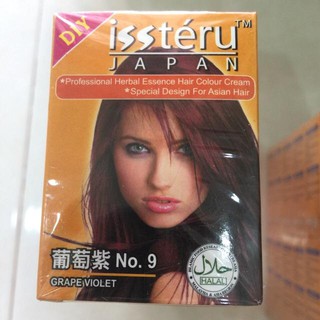 DIY
issteru™
JAPAN
*Professional Herbal Essence Hair Colour Cream
*Special Design For Asian Hair
葡萄紫 No. 9
GRAPE VIOLET
حلال
HALAL